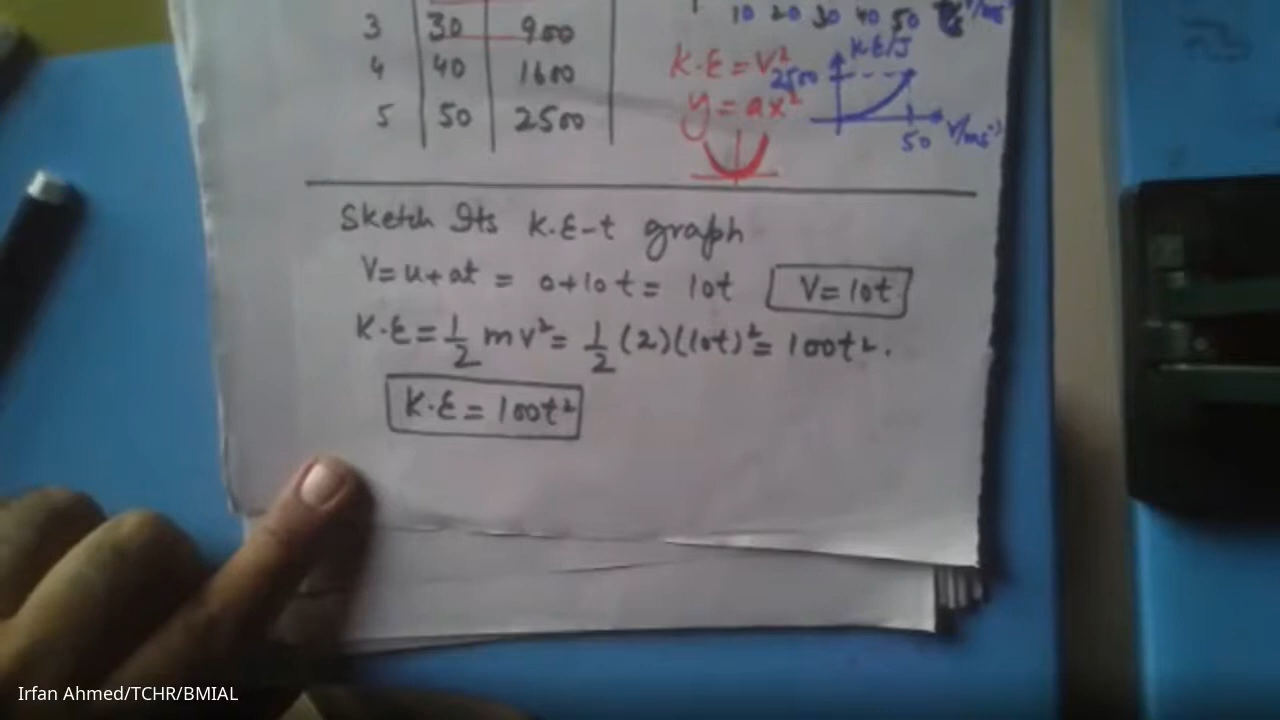 3 30 900
4 40 1600
5 50 2500
10 20 30 40 50
K.E = V²
y = ax²
K.E/J
2500
50 V/ms⁻¹
Sketch Its K.E-t graph
V = u + at = 0 + 10t = 10t V = 10t
K.E = 1/2 mv² = 1/2 (2)(10t)² = 100t².
K.E = 100t²
Irfan Ahmed/TCHR/BMIAL